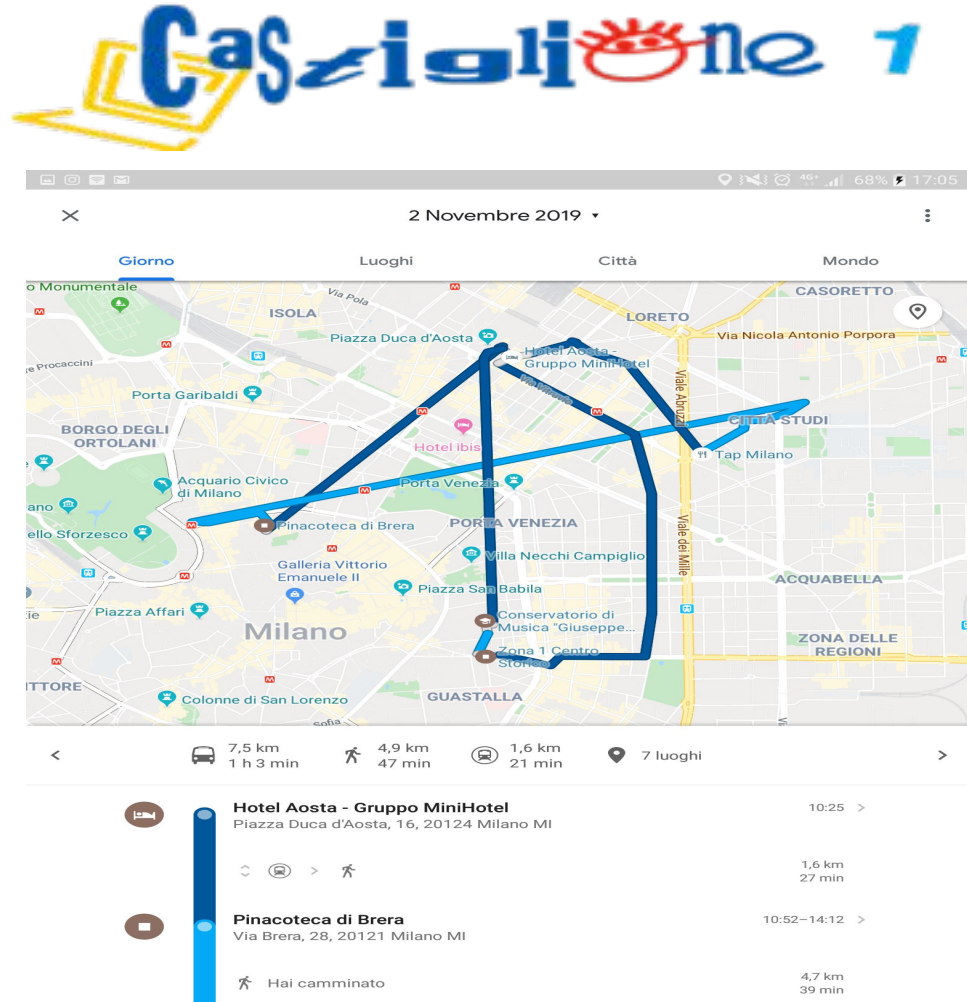 Castiglione 1
68% 17:05
2 Novembre 2019
Giorno Luoghi Città Mondo
o Monumentale
Via Pola
CASORETTO
ISOLA
LORETO
Piazza Duca d'Aosta
Via Nicola Antonio Porpora
Hotel Aosta -
Gruppo MiniHotel
e Procaccini
Via Vitruvio
Viale Abruzzi
Porta Garibaldi
BORGO DEGLI
ORTOLANI
CITTÀ STUDI
Hotel ibis
Tap Milano
Acquario Civico
di Milano
Porta Venezia
ano
Pinacoteca di Brera
PORTA VENEZIA
ello Sforzesco
Viale dei Mille
Villa Necchi Campiglio
Galleria Vittorio
Emanuele II
ACQUABELLA
Piazza San Babila
Piazza Affari
Conservatorio di
Musica "Giuseppe...
Milano
ZONA DELLE
REGIONI
Zona 1 Centro
Storico
TTORE
Colonne di San Lorenzo
GUASTALLA
Sofia
7,5 km
1 h 3 min
4,9 km
47 min
1,6 km
21 min
7 luoghi
Hotel Aosta - Gruppo MiniHotel 10:25
Piazza Duca d'Aosta, 16, 20124 Milano MI
1,6 km
27 min
Pinacoteca di Brera 10:52–14:12
Via Brera, 28, 20121 Milano MI
Hai camminato
4,7 km
39 min